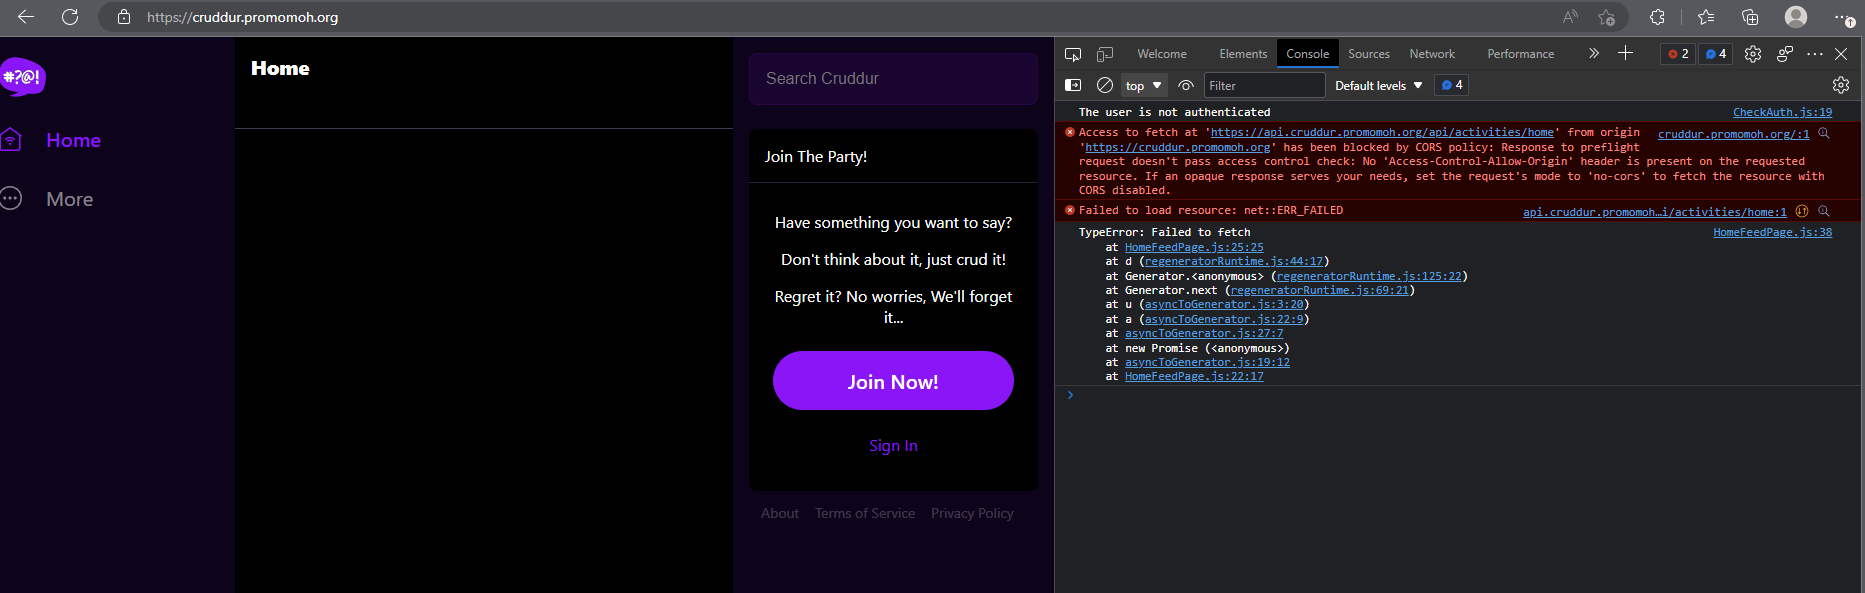 https://cruddur.promomoh.org
#?@!
Home
More
Home
Search Cruddur
Join The Party!
Have something you want to say?
Don't think about it, just crud it!
Regret it? No worries, We'll forget
it...
Join Now!
Sign In
About Terms of Service Privacy Policy
Welcome Elements Console Sources Network Performance 2 4
top Filter Default levels 4
The user is not authenticated CheckAuth.js:19
Access to fetch at 'https://api.cruddur.promomoh.org/api/activities/home' from origin cruddur.promomoh.org/:1
'https://cruddur.promomoh.org' has been blocked by CORS policy: Response to preflight
request doesn't pass access control check: No 'Access-Control-Allow-Origin' header is present on the requested
resource. If an opaque response serves your needs, set the request's mode to 'no-cors' to fetch the resource with
CORS disabled.
Failed to load resource: net::ERR_FAILED api.cruddur.promomoh…i/activities/home:1
TypeError: Failed to fetch HomeFeedPage.js:38
at HomeFeedPage.js:25:25
at d (regeneratorRuntime.js:44:17)
at Generator.<anonymous> (regeneratorRuntime.js:125:22)
at Generator.next (regeneratorRuntime.js:69:21)
at u (asyncToGenerator.js:3:20)
at a (asyncToGenerator.js:22:9)
at asyncToGenerator.js:27:7
at new Promise (<anonymous>)
at asyncToGenerator.js:19:12
at HomeFeedPage.js:22:17